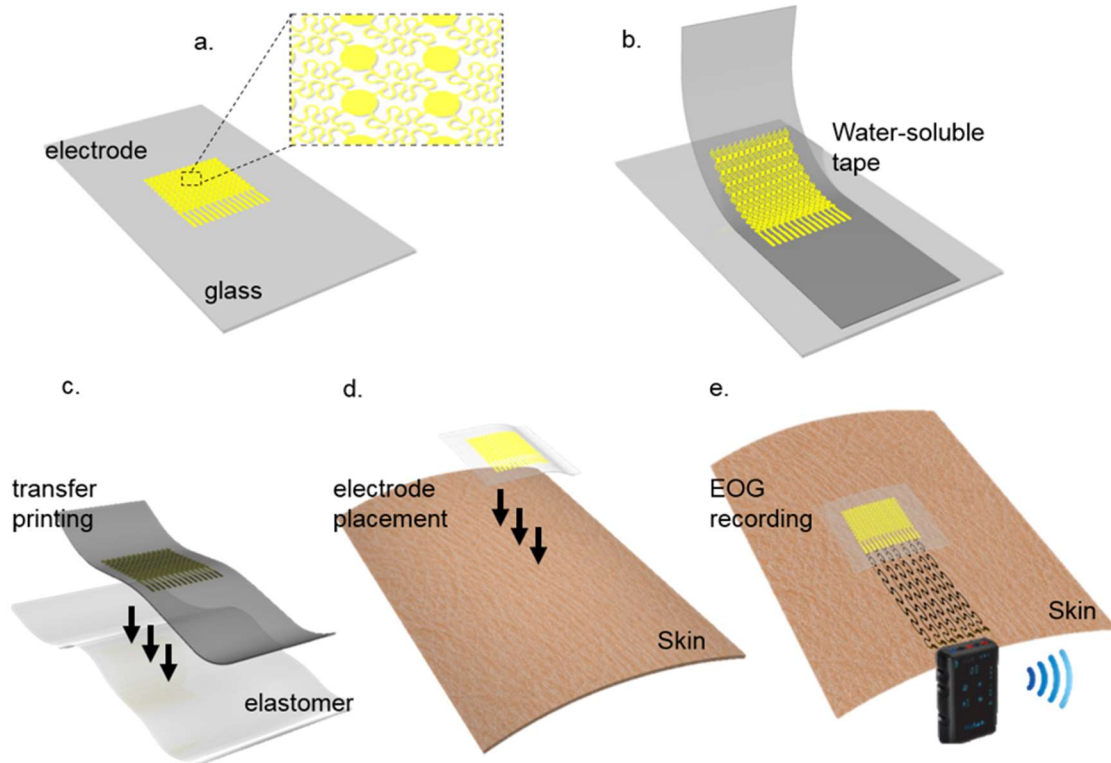 a.
electrode
glass
b.
Water-soluble
tape
c.
transfer
printing
elastomer
d.
electrode
placement
Skin
e.
EOG
recording
Skin